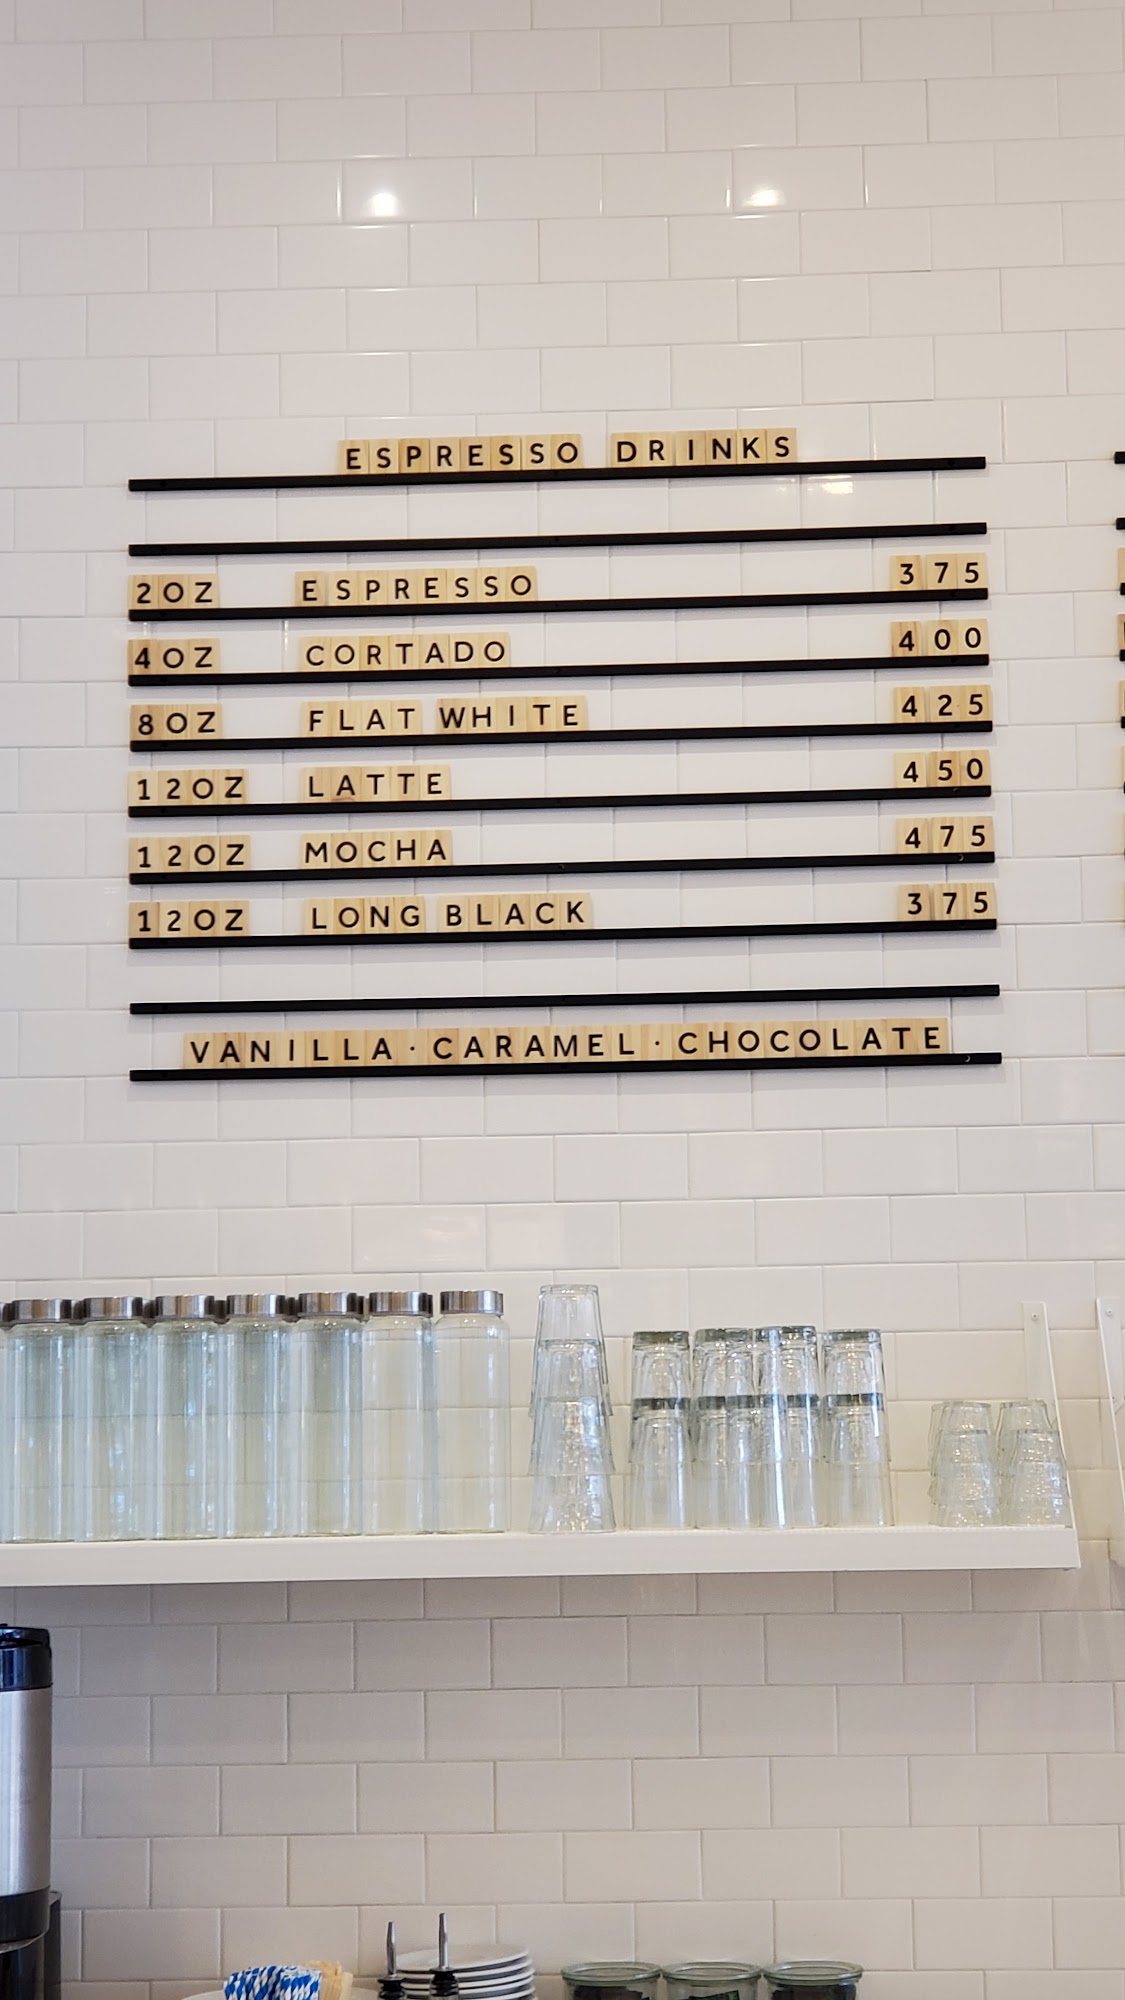 ESPRESSO DRINKS
2OZ ESPRESSO 375
4OZ CORTADO 400
8OZ FLAT WHITE 425
12OZ LATTE 450
12OZ MOCHA 475
12OZ LONG BLACK 375
VANILLA · CARAMEL · CHOCOLATE